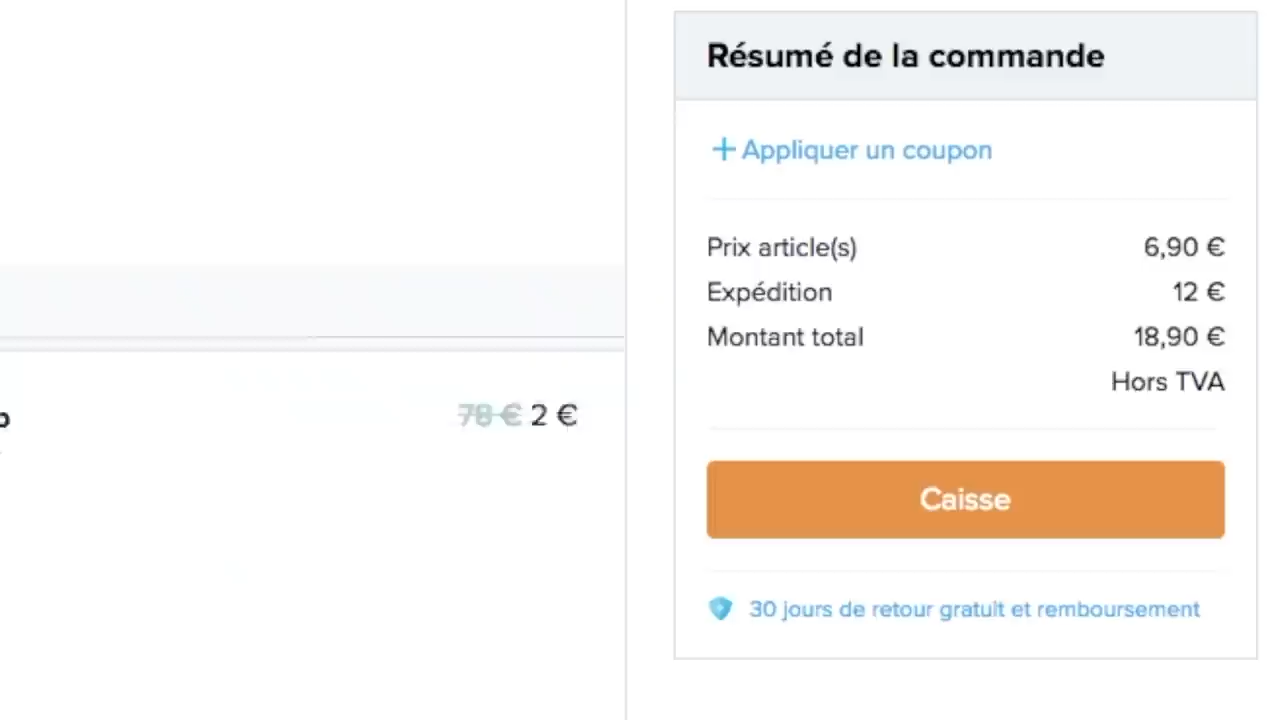 Résumé de la commande
+ Appliquer un coupon
Prix article(s) 6,90 €
Expédition 12 €
Montant total 18,90 €
Hors TVA
78 € 2 €
Caisse
30 jours de retour gratuit et remboursement